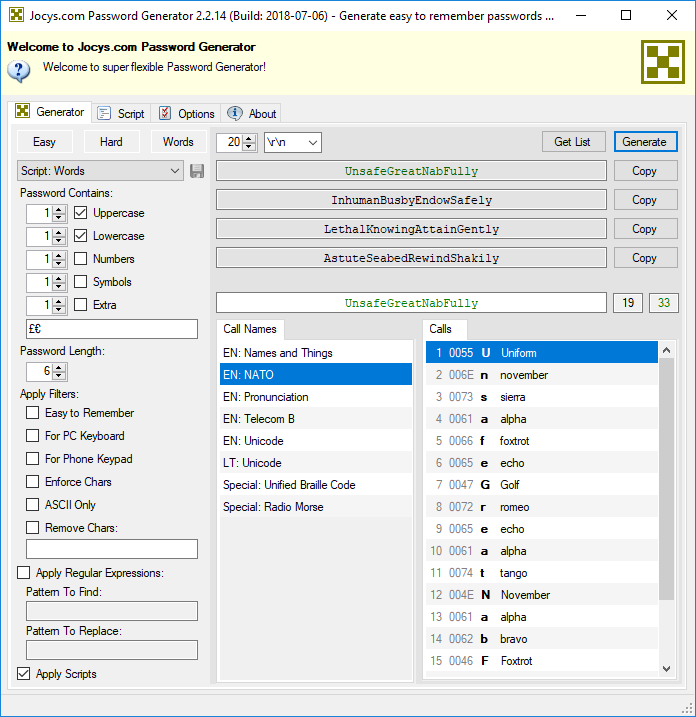 Jocys.com Password Generator 2.2.14 (Build: 2018-07-06) - Generate easy to remember passwords ...
Welcome to Jocys.com Password Generator
Welcome to super flexible Password Generator!
Generator Script Options About
Easy Hard Words
Script: Words
Password Contains:
1 Uppercase
1 Lowercase
1 Numbers
1 Symbols
1 Extra
£€
Password Length:
6
Apply Filters:
Easy to Remember
For PC Keyboard
For Phone Keypad
Enforce Chars
ASCII Only
Remove Chars:
Apply Regular Expressions:
Pattern To Find:
Pattern To Replace:
Apply Scripts
20 \r\n Get List Generate
UnsafeGreatNabFully Copy
InhumanBusbyEndowSafely Copy
LethalKnowingAttainGently Copy
AstuteSeabedRewindShakily Copy
UnsafeGreatNabFully 19 33
Call Names
EN: Names and Things
EN: NATO
EN: Pronunciation
EN: Telecom B
EN: Unicode
LT: Unicode
Special: Unified Braille Code
Special: Radio Morse
Calls
1 0055 U Uniform
2 006E n november
3 0073 s sierra
4 0061 a alpha
5 0066 f foxtrot
6 0065 e echo
7 0047 G Golf
8 0072 r romeo
9 0065 e echo
10 0061 a alpha
11 0074 t tango
12 004E N November
13 0061 a alpha
14 0062 b bravo
15 0046 F Foxtrot